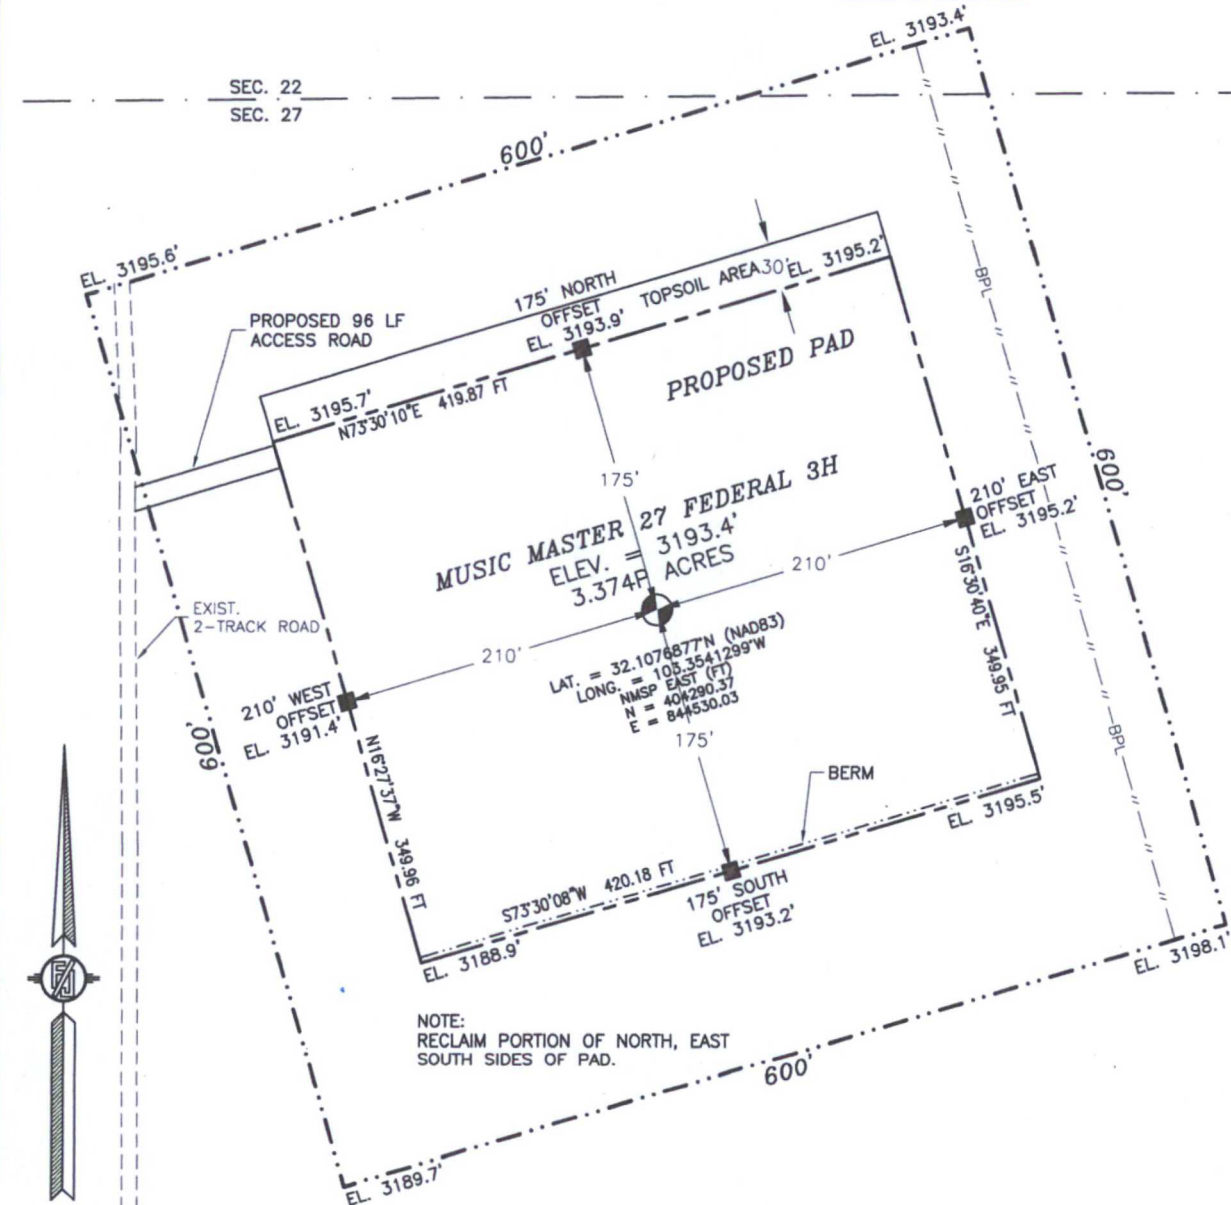 EL. 3193.4'
SEC. 22
SEC. 27
600'
EL. 3195.6'
175' NORTH
OFFSET
EL. 3193.9'
TOPSOIL AREA
30'
EL. 3195.2'
PROPOSED 96 LF
ACCESS ROAD
BPL
PROPOSED PAD
EL. 3195.7'
N73°30'10"E 419.87 FT
175'
600'
MUSIC MASTER 27 FEDERAL 3H
ELEV. = 3193.4'
3.374± ACRES
210' EAST
OFFSET
EL. 3195.2'
210'
S16°30'40"E 349.95 FT
EXIST.
2-TRACK ROAD
210'
LAT. = 32.1076877°N (NAD83)
LONG. = 103.3541299°W
NMSP EAST (FT)
N = 404290.37
E = 844530.03
210' WEST
OFFSET
EL. 3191.4'
600'
175'
BPL
N16°27'37"W 349.96 FT
BERM
EL. 3195.5'
S73°30'08"W 420.18 FT
175' SOUTH
OFFSET
EL. 3193.2'
EL. 3188.9'
EL. 3198.1'
NOTE:
RECLAIM PORTION OF NORTH, EAST
SOUTH SIDES OF PAD.
600'
EL. 3189.7'